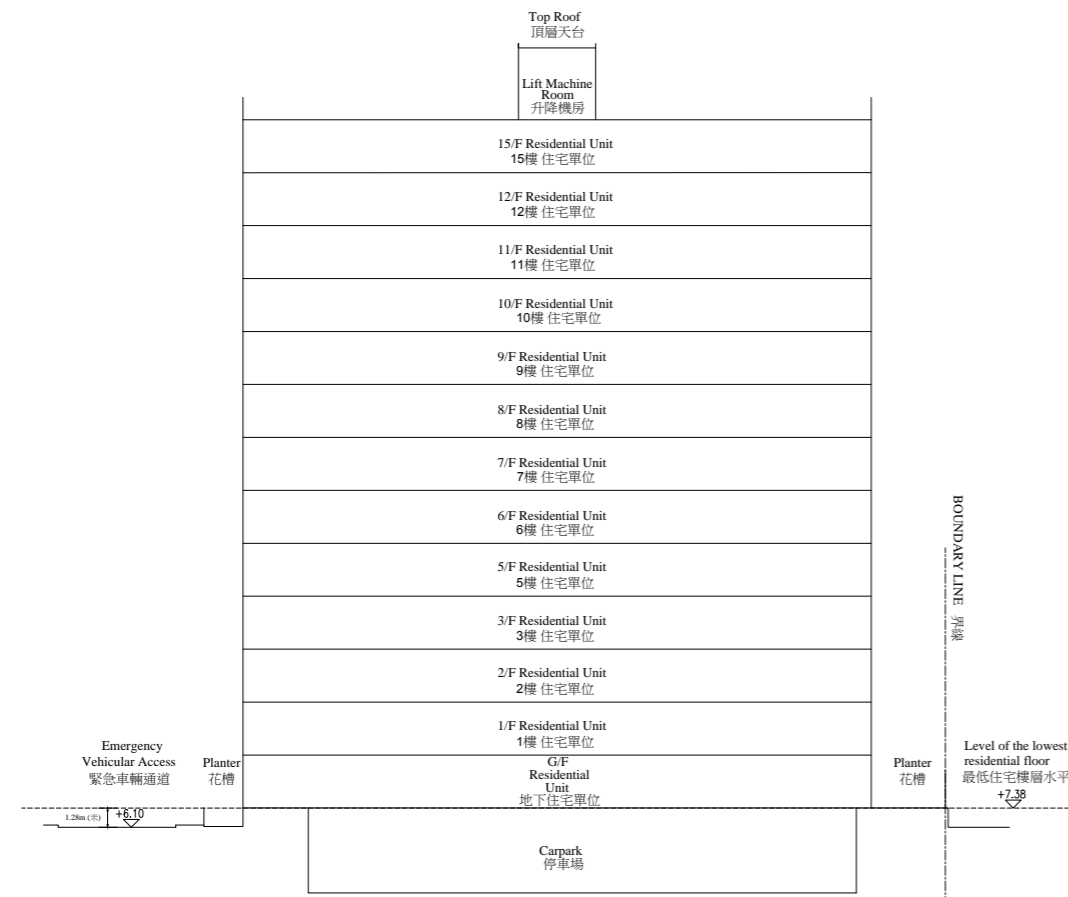 Top Roof
頂層天台
Lift Machine
Room
升降機房
15/F Residential Unit
15樓 住宅單位
12/F Residential Unit
12樓 住宅單位
11/F Residential Unit
11樓 住宅單位
10/F Residential Unit
10樓 住宅單位
9/F Residential Unit
9樓 住宅單位
8/F Residential Unit
8樓 住宅單位
7/F Residential Unit
7樓 住宅單位
6/F Residential Unit
6樓 住宅單位
5/F Residential Unit
5樓 住宅單位
3/F Residential Unit
3樓 住宅單位
2/F Residential Unit
2樓 住宅單位
1/F Residential Unit
1樓 住宅單位
G/F
Residential
Unit
地下住宅單位
Carpark
停車場
Emergency
Vehicular Access
緊急車輛通道
Planter
花槽
1.28m (米)
+6.10
Planter
花槽
BOUNDARY LINE 界線
Level of the lowest
residential floor
最低住宅樓層水平
+7.38